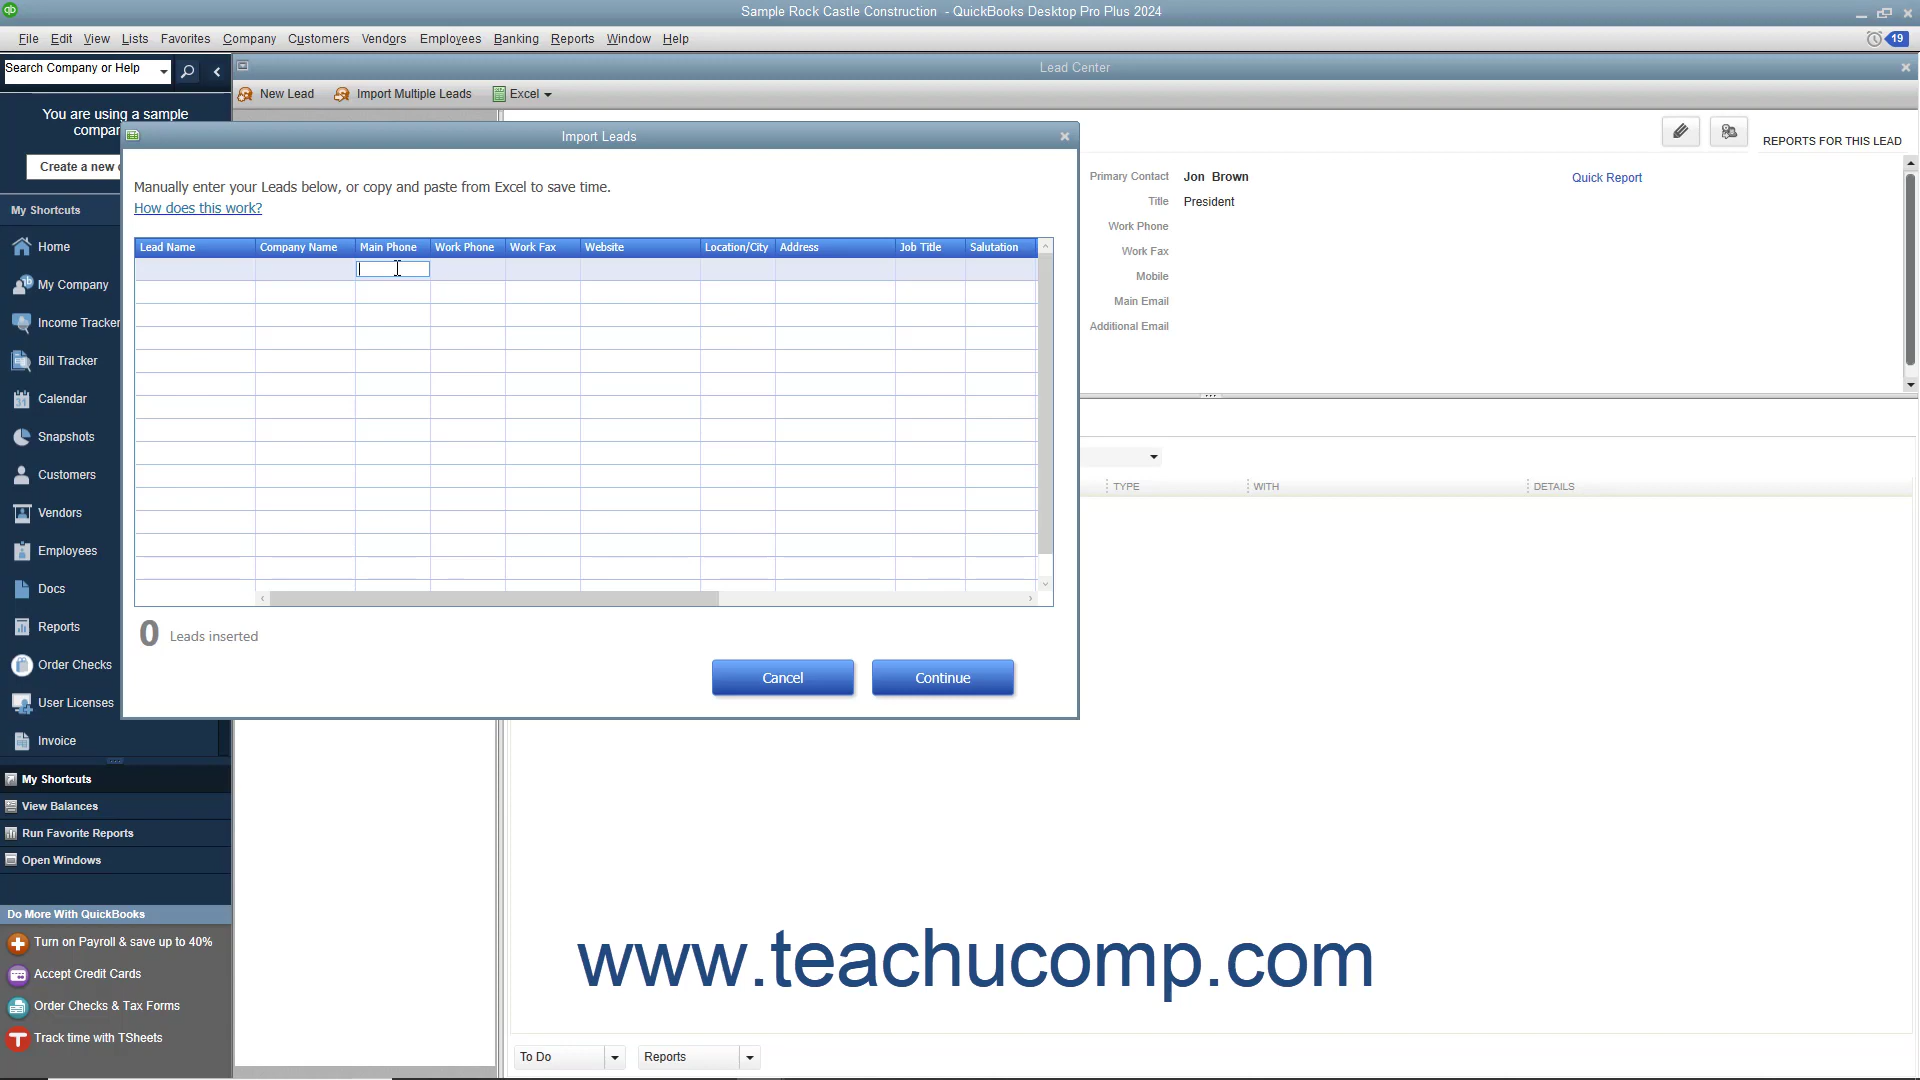 Sample Rock Castle Construction - QuickBooks Desktop Pro Plus 2024
File Edit View Lists Favorites Company Customers Vendors Employees Banking Reports Window Help
19
Search Company or Help
Lead Center
New Lead Import Multiple Leads Excel
You are using a sample
compar
Create a new
Import Leads
Manually enter your Leads below, or copy and paste from Excel to save time.
How does this work?
Lead Name Company Name Main Phone Work Phone Work Fax Website Location/City Address Job Title Salutation
0 Leads inserted
Cancel Continue
REPORTS FOR THIS LEAD
Primary Contact Jon Brown
Quick Report
Title President
Work Phone
Work Fax
Mobile
Main Email
Additional Email
TYPE WITH DETAILS
My Shortcuts
Home
My Company
Income Tracker
Bill Tracker
31
Calendar
Snapshots
Customers
Vendors
Employees
Docs
Reports
Order Checks
User Licenses
Invoice
My Shortcuts
View Balances
Run Favorite Reports
Open Windows
Do More With QuickBooks
Turn on Payroll & save up to 40%
Accept Credit Cards
Order Checks & Tax Forms
Track time with TSheets
www.teachucomp.com
To Do Reports